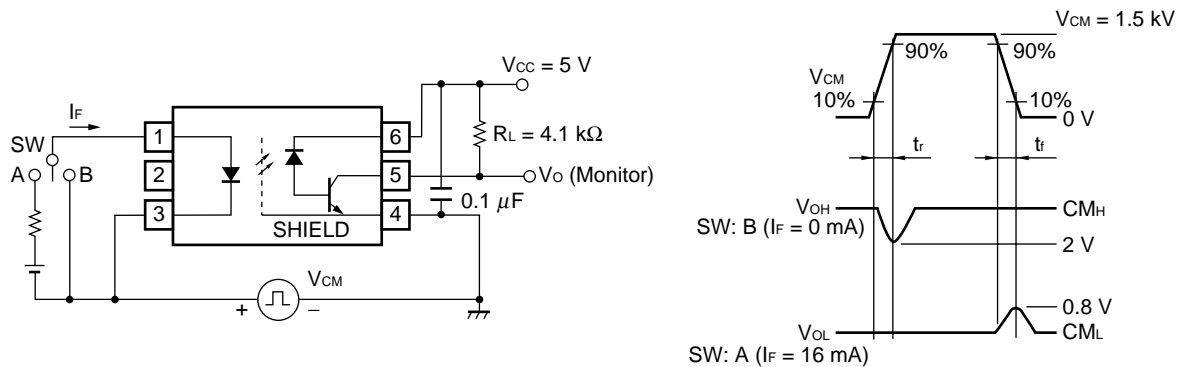 VCC = 5 V
IF
SW
A
B
1
2
3
6
5
4
SHIELD
RL = 4.1 kΩ
VO (Monitor)
0.1 μF
VCM
+
−
VCM = 1.5 kV
90%
90%
VCM
10%
10%
0 V
tr
tf
VOH
CMH
SW: B (IF = 0 mA)
2 V
0.8 V
VOL
CML
SW: A (IF = 16 mA)